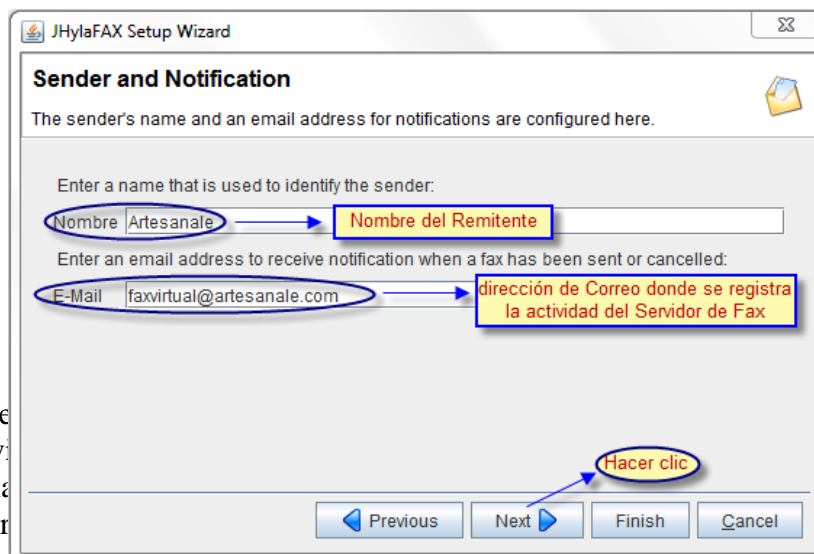 JHylaFAX Setup Wizard
Sender and Notification
The sender's name and an email address for notifications are configured here.
Enter a name that is used to identify the sender:
Nombre Artesanale Nombre del Remitente
Enter an email address to receive notification when a fax has been sent or cancelled:
E-Mail faxvirtual@artesanale.com dirección de Correo donde se registra
la actividad del Servidor de Fax
Hacer clic
Previous Next Finish Cancel